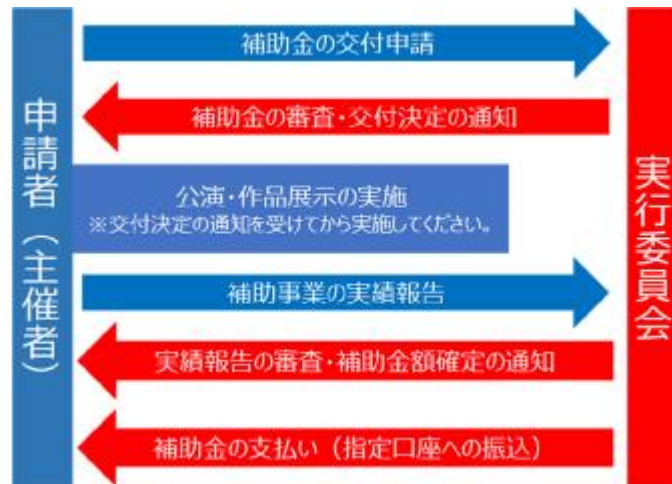 申請者（主催者）
補助金の交付申請
補助金の審査・交付決定の通知
公演・作品展示の実施
※交付決定の通知を受けてから実施してください。
補助事業の実績報告
実績報告の審査・補助金額確定の通知
補助金の支払い（指定口座への振込）
実行委員会